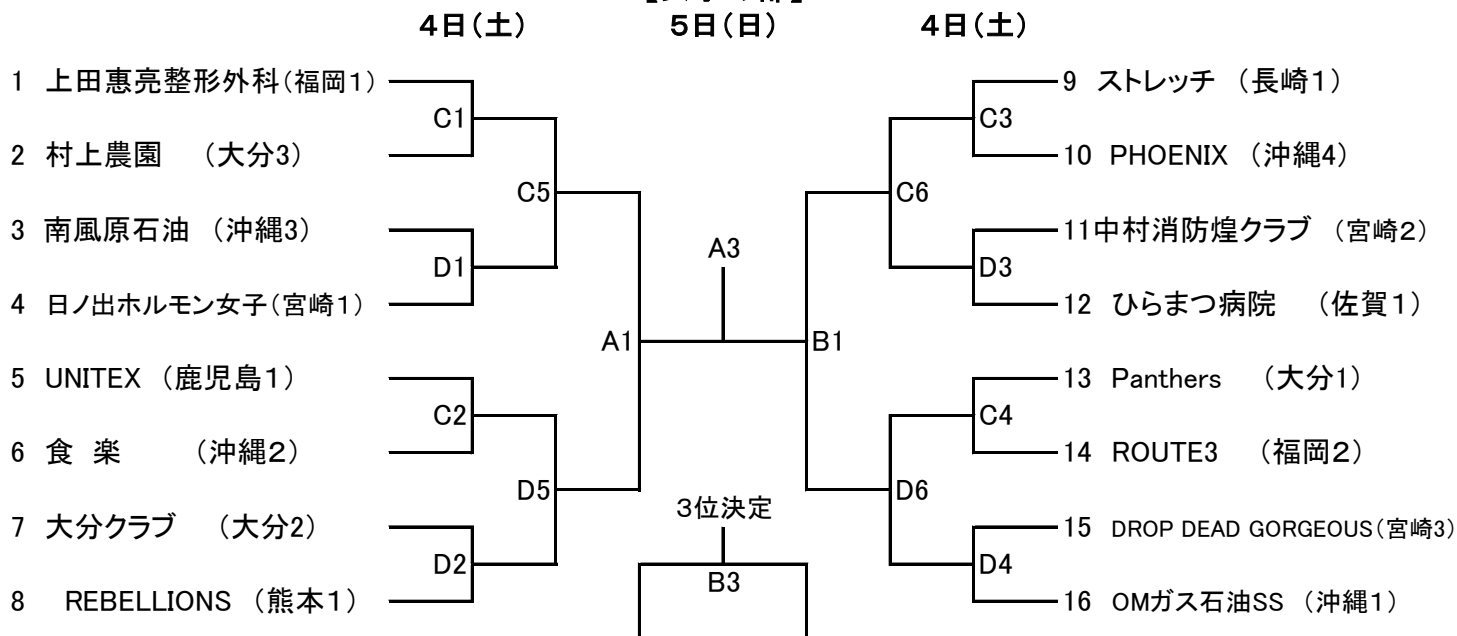 4日(土) 5日(日) 4日(土)
1 上田惠亮整形外科(福岡1)
2 村上農園 (大分3)
3 南風原石油 (沖縄3)
4 日ノ出ホルモン女子(宮崎1)
5 UNITEX (鹿児島1)
6 食 楽 (沖縄2)
7 大分クラブ (大分2)
8 REBELLIONS (熊本1)
C1
D1
C2
D2
C5
D5
A1
A3
3位決定
B3
B1
C6
D6
C3
D3
C4
D4
9 ストレッチ (長崎1)
10 PHOENIX (沖縄4)
11中村消防煌クラブ (宮崎2)
12 ひらまつ病院 (佐賀1)
13 Panthers (大分1)
14 ROUTE3 (福岡2)
15 DROP DEAD GORGEOUS(宮崎3)
16 OMガス石油SS (沖縄1)